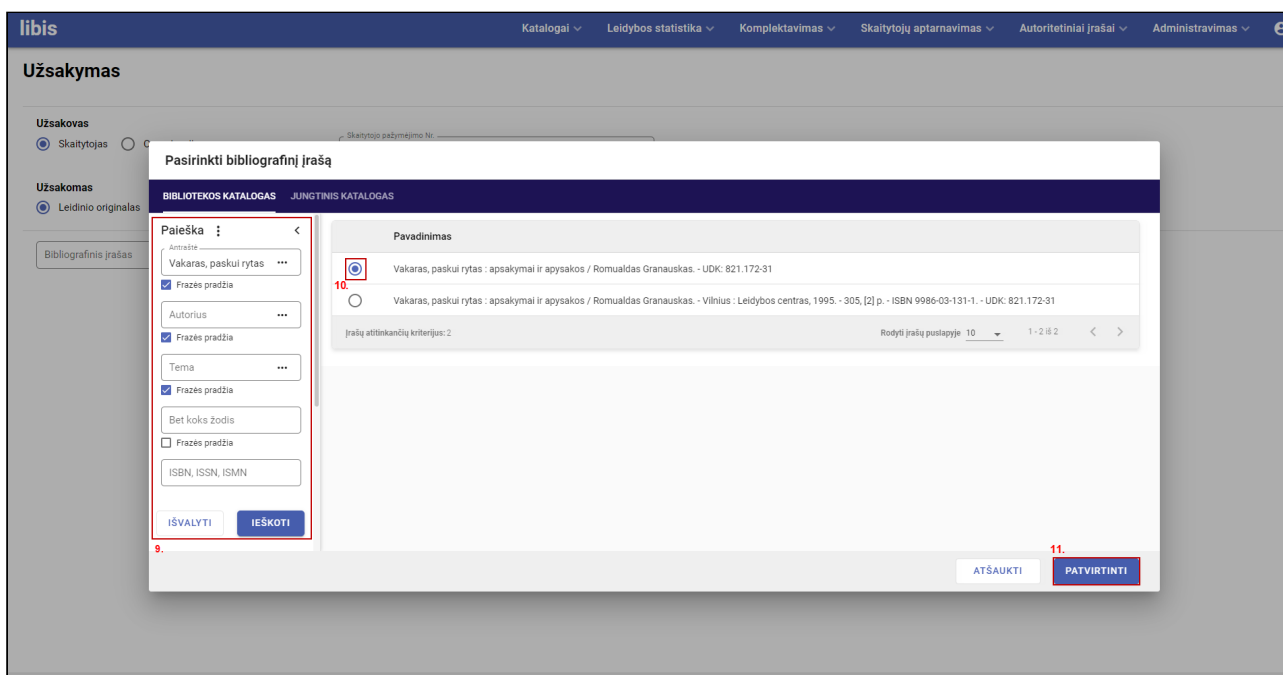 libis
Katalogai
Leidybos statistika
Komplektavimas
Skaitytojų aptarnavimas
Autoritetiniai įrašai
Administravimas
Užsakymas
Užsakovas
Skaitytojas
Skaitytojo pažymėjimo Nr.
Užsakomas
Leidinio originalas
Bibliografinis įrašas
Pasirinkti bibliografinį įrašą
BIBLIOTEKOS KATALOGAS JUNGTINIS KATALOGAS
Paieška
Antraštė
Vakaras, paskui rytas
Frazės pradžia
Autorius
Frazės pradžia
Tema
Frazės pradžia
Bet koks žodis
Frazės pradžia
ISBN, ISSN, ISMN
IŠVALYTI IEŠKOTI
9.
Pavadinimas
Vakaras, paskui rytas : apsakymai ir apysakos / Romualdas Granauskas. - UDK: 821.172-31
10.
Vakaras, paskui rytas : apsakymai ir apysakos / Romualdas Granauskas. - Vilnius : Leidybos centras, 1995. - 305, [2] p. - ISBN 9986-03-131-1. - UDK: 821.172-31
Įrašų atitinkančių kriterijus: 2
Rodyti įrašų puslapyje 10
1 - 2 iš 2
11.
ATŠAUKTI PATVIRTINTI